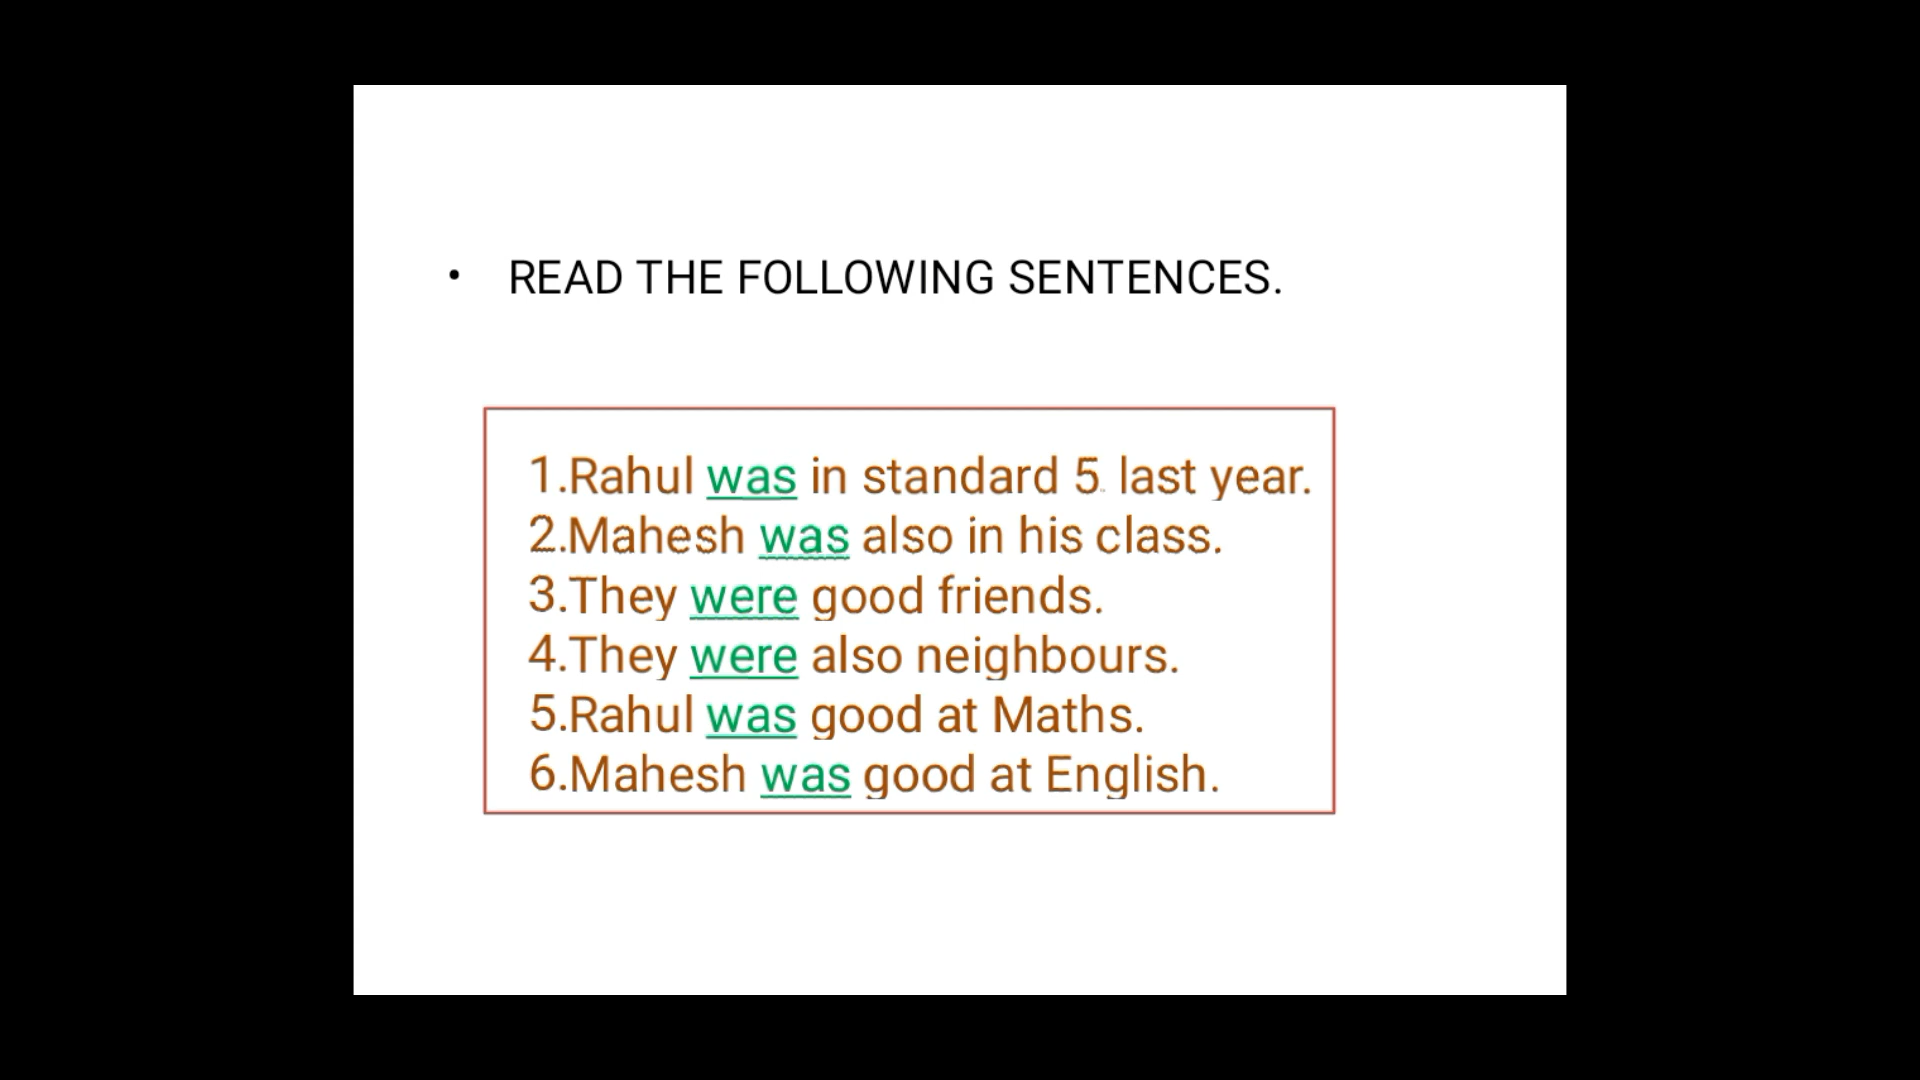 • READ THE FOLLOWING SENTENCES.
1.Rahul was in standard 5 last year.
2.Mahesh was also in his class.
3.They were good friends.
4.They were also neighbours.
5.Rahul was good at Maths.
6.Mahesh was good at English.